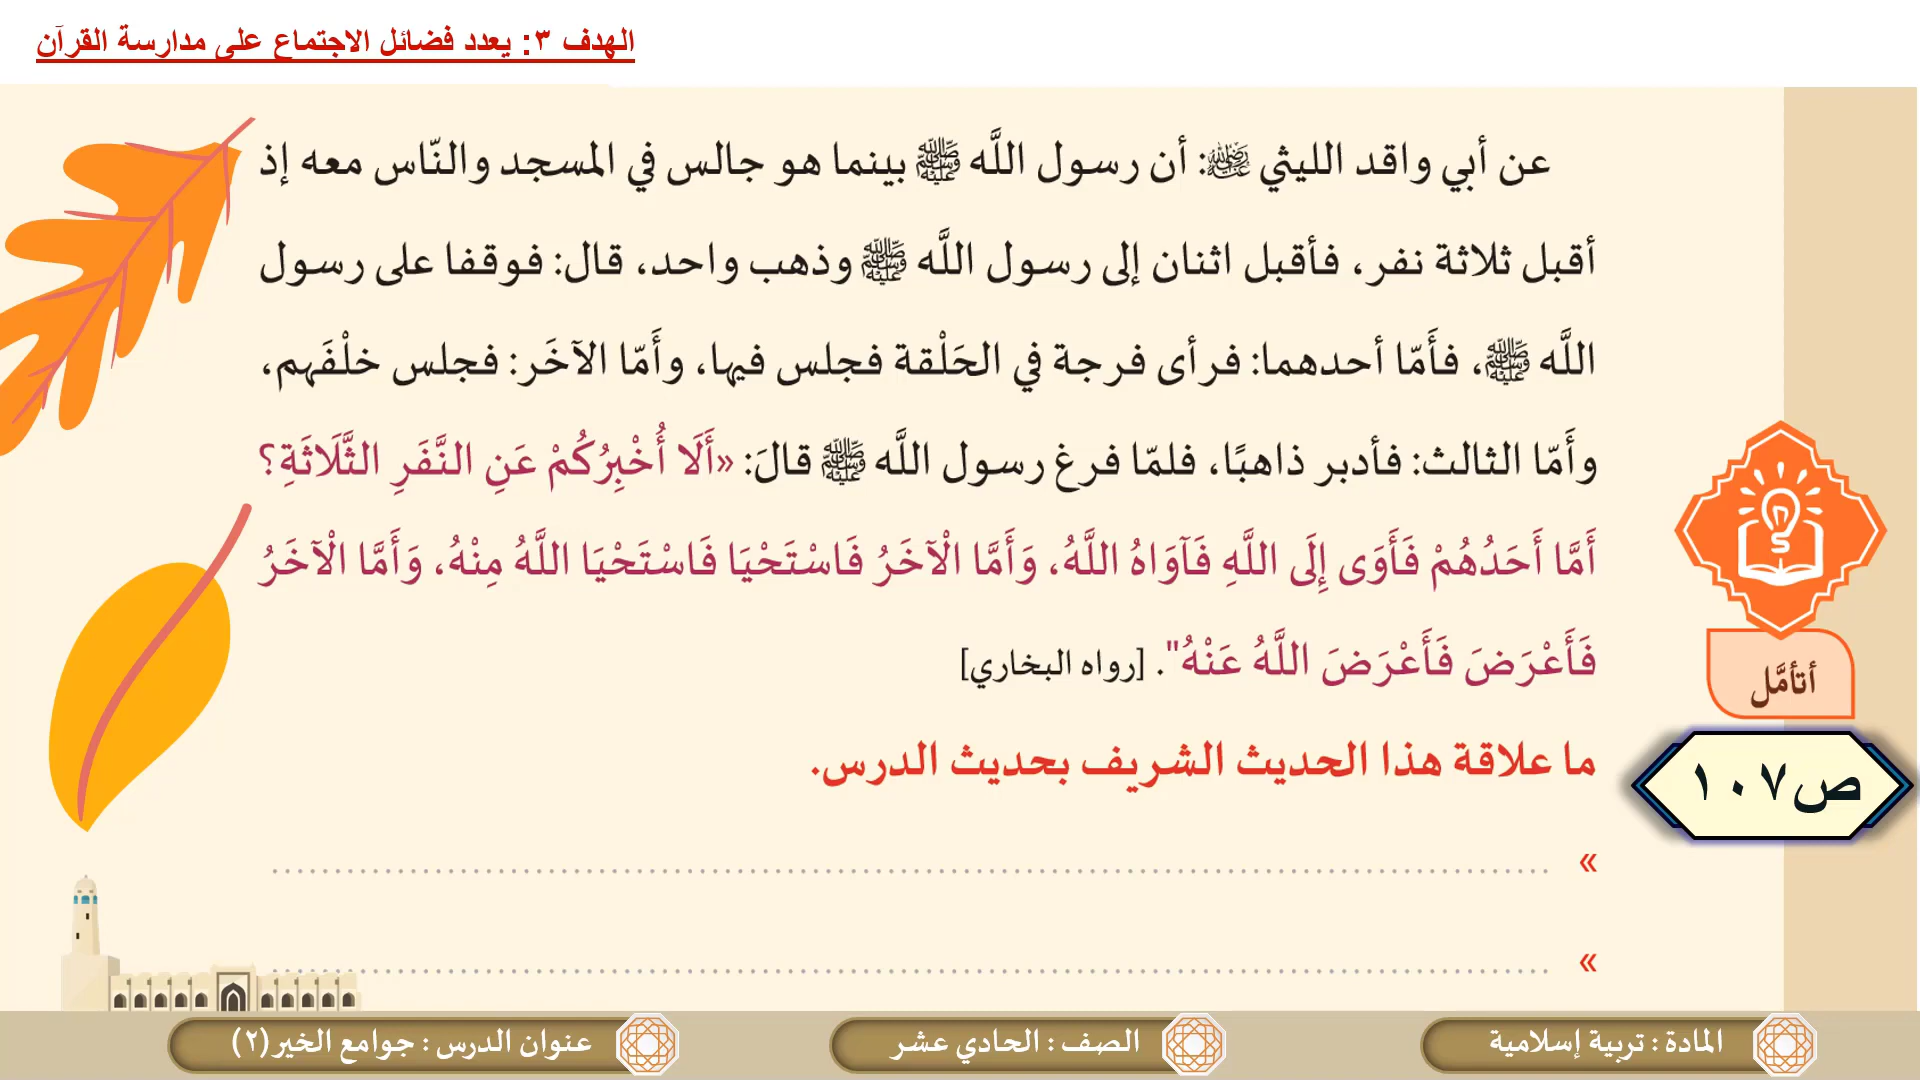 الهدف ٣: يعدد فضائل الاجتماع على مدارسة القرآن
عن أبي واقد الليثي ﵁: أن رسول اللَّه ﷺ بينما هو جالس في المسجد والنّاس معه إذ
أقبل ثلاثة نفر، فأقبل اثنان إلى رسول اللَّه ﷺ وذهب واحد، قال: فوقفا على رسول
اللَّه ﷺ، فأَمّا أحدهما: فرأى فرجة في الحَلْقة فجلس فيها، وأَمّا الآخَر: فجلس خلْفَهم،
وأَمّا الثالث: فأدبر ذاهبًا، فلمّا فرغ رسول اللَّه ﷺ قالَ: «أَلَا أُخْبِرُكُمْ عَنِ النَّفَرِ الثَّلَاثَةِ؟
أَمَّا أَحَدُهُمْ فَأَوَى إِلَى اللَّهِ فَآوَاهُ اللَّهُ، وَأَمَّا الْآخَرُ فَاسْتَحْيَا فَاسْتَحْيَا اللَّهُ مِنْهُ، وَأَمَّا الْآخَرُ
فَأَعْرَضَ فَأَعْرَضَ اللَّهُ عَنْهُ". [رواه البخاري]
أتأمَّل
ما علاقة هذا الحديث الشريف بحديث الدرس.
ص١٠٧
المادة : تربية إسلامية
الصف : الحادي عشر
عنوان الدرس : جوامع الخير(٢)